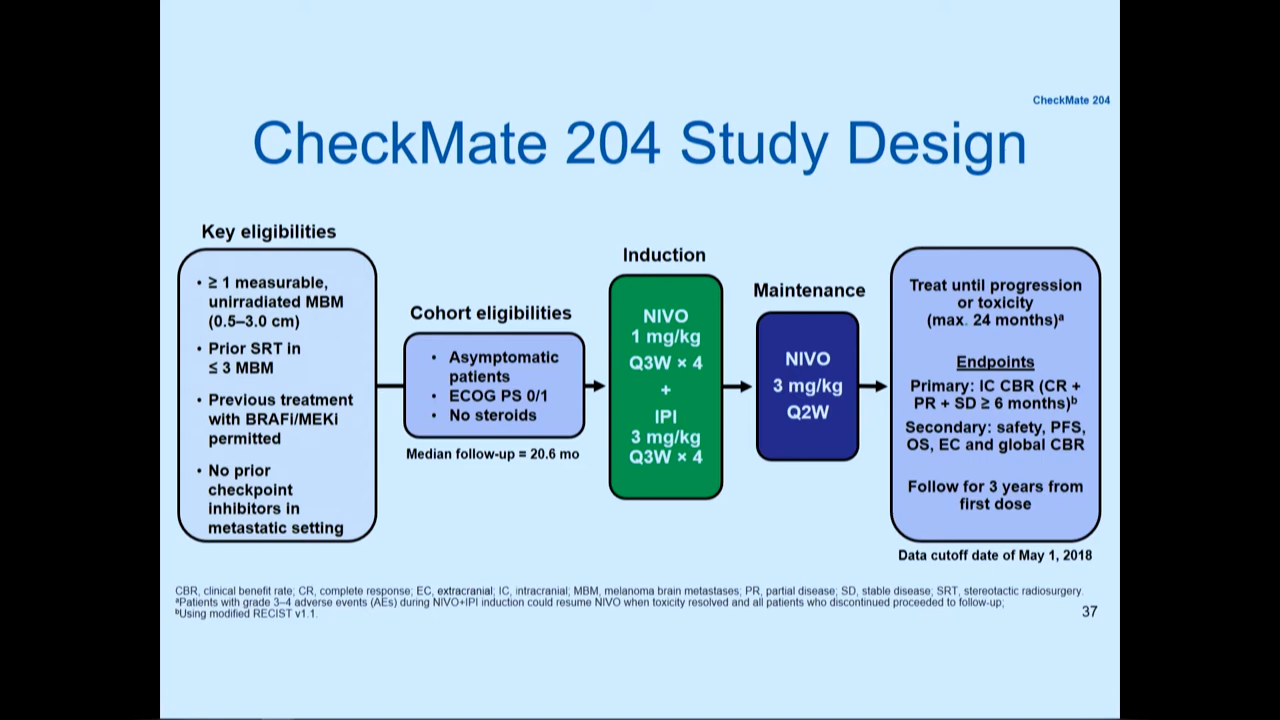 CheckMate 204
CheckMate 204 Study Design
Key eligibilities
• ≥ 1 measurable,
unirradiated MBM
(0.5–3.0 cm)
• Prior SRT in
≤ 3 MBM
• Previous treatment
with BRAFi/MEKi
permitted
• No prior
checkpoint
inhibitors in
metastatic setting
Cohort eligibilities
• Asymptomatic
patients
• ECOG PS 0/1
• No steroids
Median follow-up = 20.6 mo
Induction
NIVO
1 mg/kg
Q3W × 4
+
IPI
3 mg/kg
Q3W × 4
Maintenance
NIVO
3 mg/kg
Q2W
Treat until progression
or toxicity
(max. 24 months)ᵃ
Endpoints
Primary: IC CBR (CR +
PR + SD ≥ 6 months)ᵇ
Secondary: safety, PFS,
OS, EC and global CBR
Follow for 3 years from
first dose
Data cutoff date of May 1, 2018
CBR, clinical benefit rate; CR, complete response; EC, extracranial; IC, intracranial; MBM, melanoma brain metastases; PR, partial disease; SD, stable disease; SRT, stereotactic radiosurgery.
ᵃPatients with grade 3–4 adverse events (AEs) during NIVO+IPI induction could resume NIVO when toxicity resolved and all patients who discontinued proceeded to follow-up;
ᵇUsing modified RECIST v1.1.
37